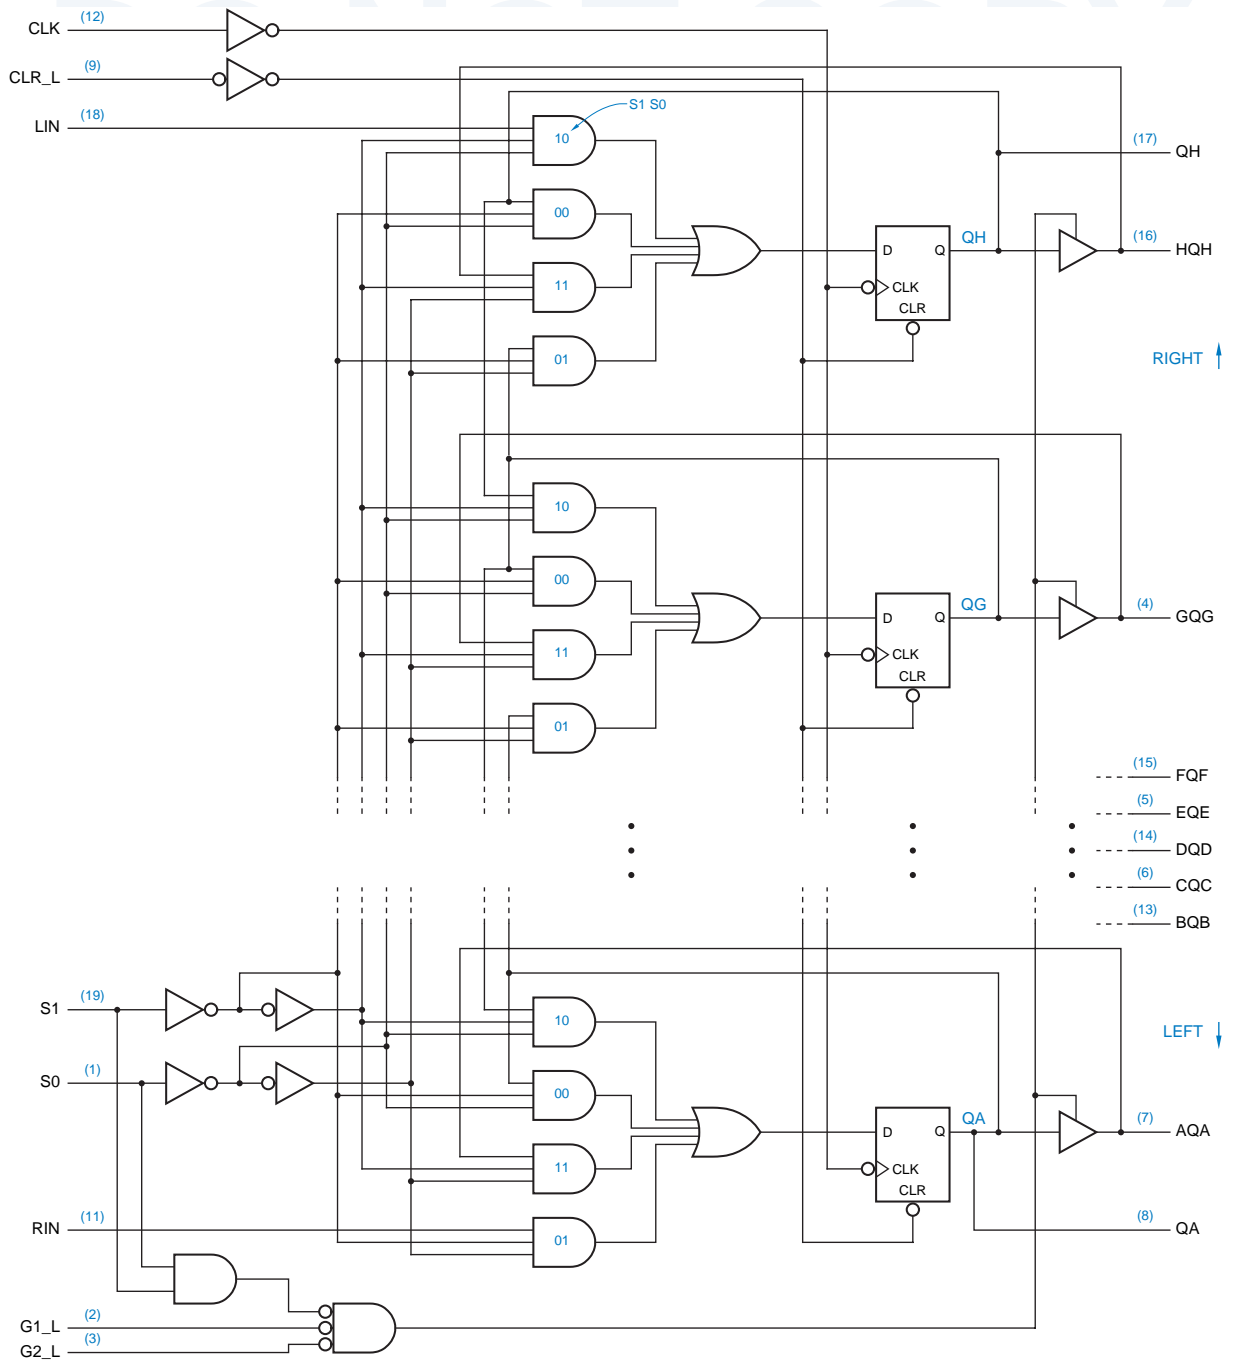 CLK (12)
CLR_L (9)
LIN (18)
S1 S0
10
(17) QH
00
QH
(16) HQH
D Q
11
CLK
CLR
01
RIGHT
10
00
QG
(4) GQG
D Q
11
CLK
CLR
01
(15) FQF
(5) EQE
(14) DQD
(6) CQC
(13) BQB
S1 (19)
10
LEFT
S0 (1)
00
QA
(7) AQA
D Q
11
CLK
CLR
RIN (11)
01
(8) QA
G1_L (2)
G2_L (3)